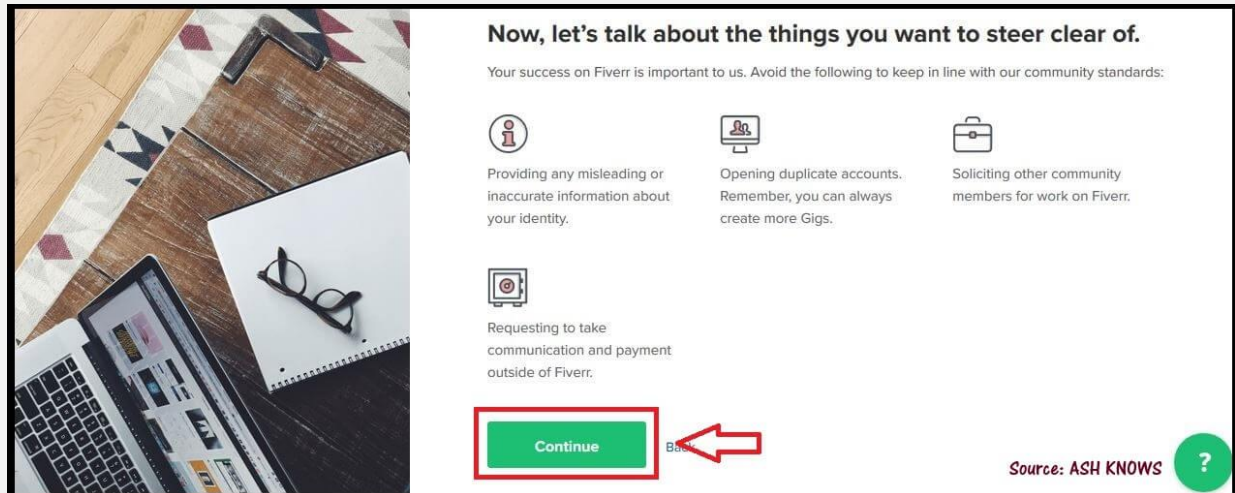 Now, let's talk about the things you want to steer clear of.
Your success on Fiverr is important to us. Avoid the following to keep in line with our community standards:
Providing any misleading or
inaccurate information about
your identity.
Opening duplicate accounts.
Remember, you can always
create more Gigs.
Soliciting other community
members for work on Fiverr.
Requesting to take
communication and payment
outside of Fiverr.
Continue
Back
Source: ASH KNOWS
?